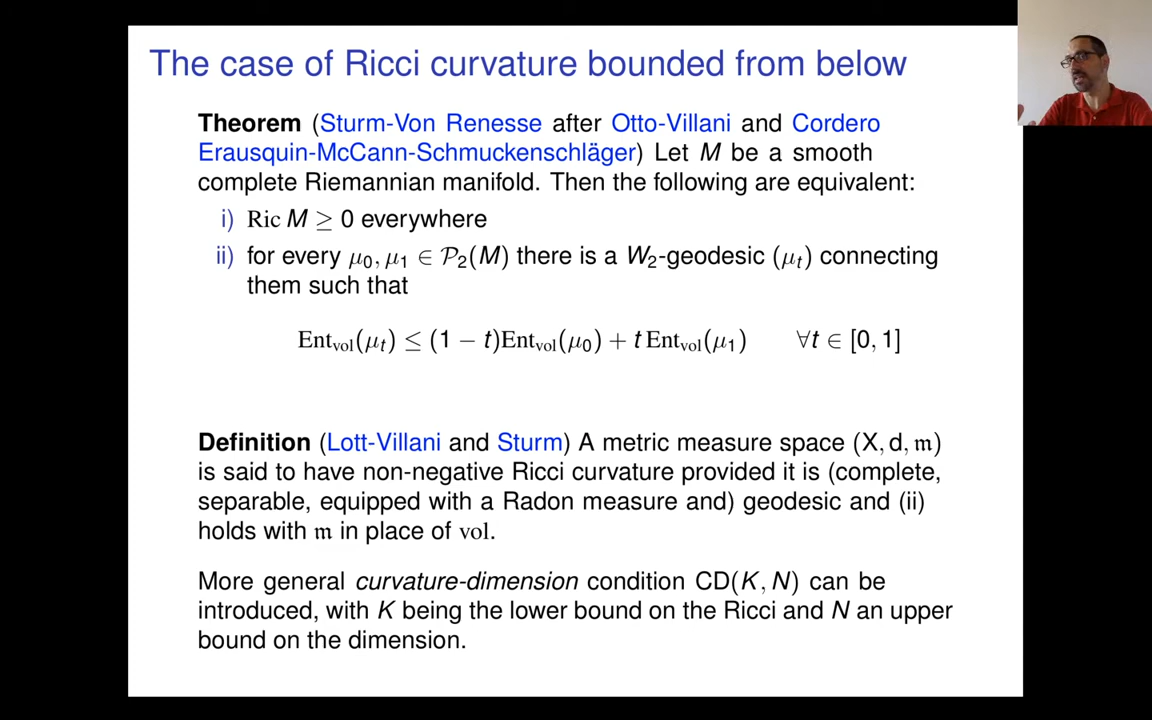 The case of Ricci curvature bounded from below
Theorem (Sturm-Von Renesse after Otto-Villani and Cordero
Erausquin-McCann-Schmuckenschläger) Let M be a smooth
complete Riemannian manifold. Then the following are equivalent:
i) Ric M ≥ 0 everywhere
ii) for every μ₀, μ₁ ∈ 𝒫₂(M) there is a W₂-geodesic (μₜ) connecting
them such that
Ent_vol(μₜ) ≤ (1 − t)Ent_vol(μ₀) + t Ent_vol(μ₁) ∀t ∈ [0, 1]
Definition (Lott-Villani and Sturm) A metric measure space (X, d, 𝔪)
is said to have non-negative Ricci curvature provided it is (complete,
separable, equipped with a Radon measure and) geodesic and (ii)
holds with 𝔪 in place of vol.
More general curvature-dimension condition CD(K, N) can be
introduced, with K being the lower bound on the Ricci and N an upper
bound on the dimension.